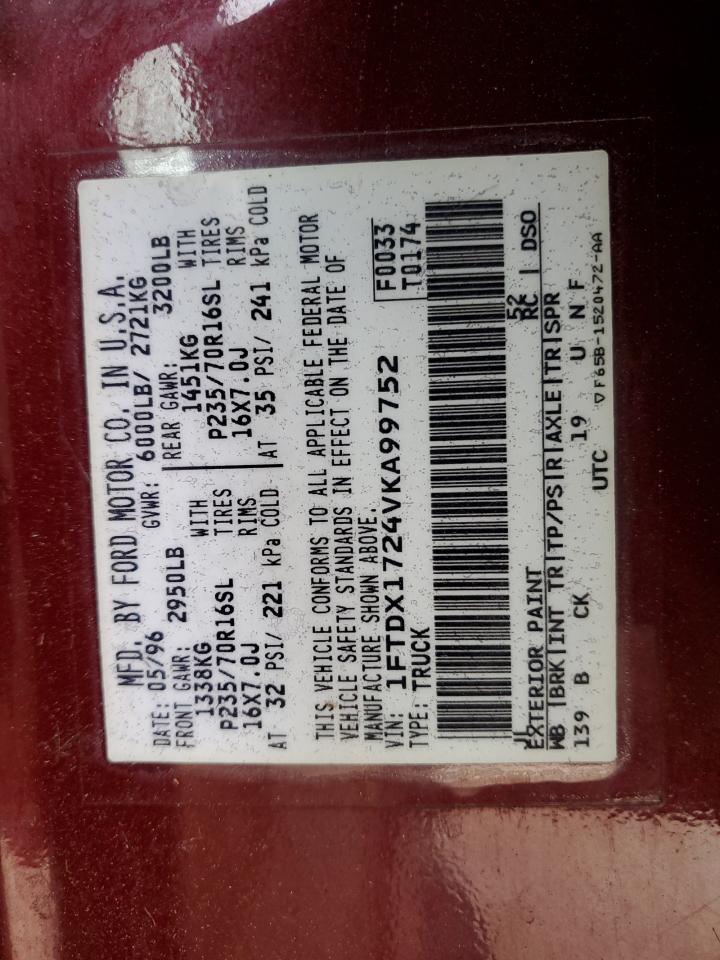 MFD. BY FORD MOTOR CO. IN U.S.A.
DATE: 05/96 GVWR: 6000LB/ 2721KG
FRONT GAWR: 2950LB REAR GAWR: 3200LB
1338KG WITH 1451KG WITH
P235/70R16SL TIRES P235/70R16SL TIRES
16X7.0J RIMS 16X7.0J RIMS
AT 32 PSI/ 221 kPa COLD AT 35 PSI/ 241 kPa COLD
THIS VEHICLE CONFORMS TO ALL APPLICABLE FEDERAL MOTOR
VEHICLE SAFETY STANDARDS IN EFFECT ON THE DATE OF
MANUFACTURE SHOWN ABOVE.
VIN: 1FTDX1724VKA99752 F0033
TYPE: TRUCK T0174
JL 52
EXTERIOR PAINT RC | DSO
WB |BRK|INT TR|TP/PS|R|AXLE|TR|SPR
139 B CK 19 U N F
UTC ▽F65B-1520472-AA